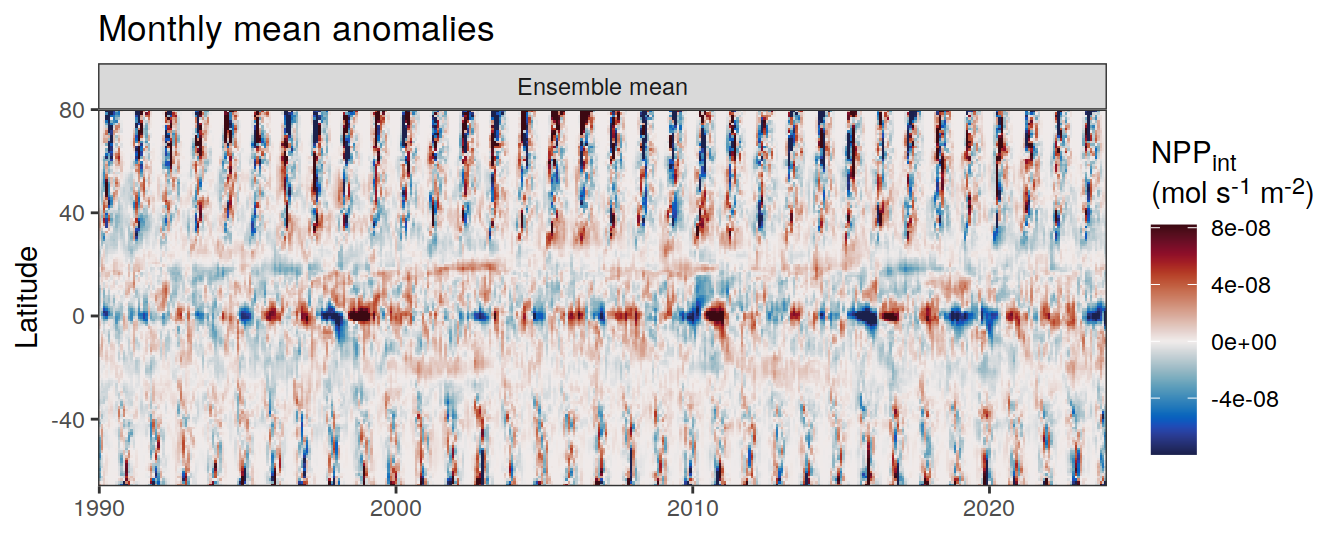 Monthly mean anomalies
Ensemble mean
80
40
0
-40
Latitude
1990 2000 2010 2020
NPPint
(mol s-1 m-2)
8e-08
4e-08
0e+00
-4e-08